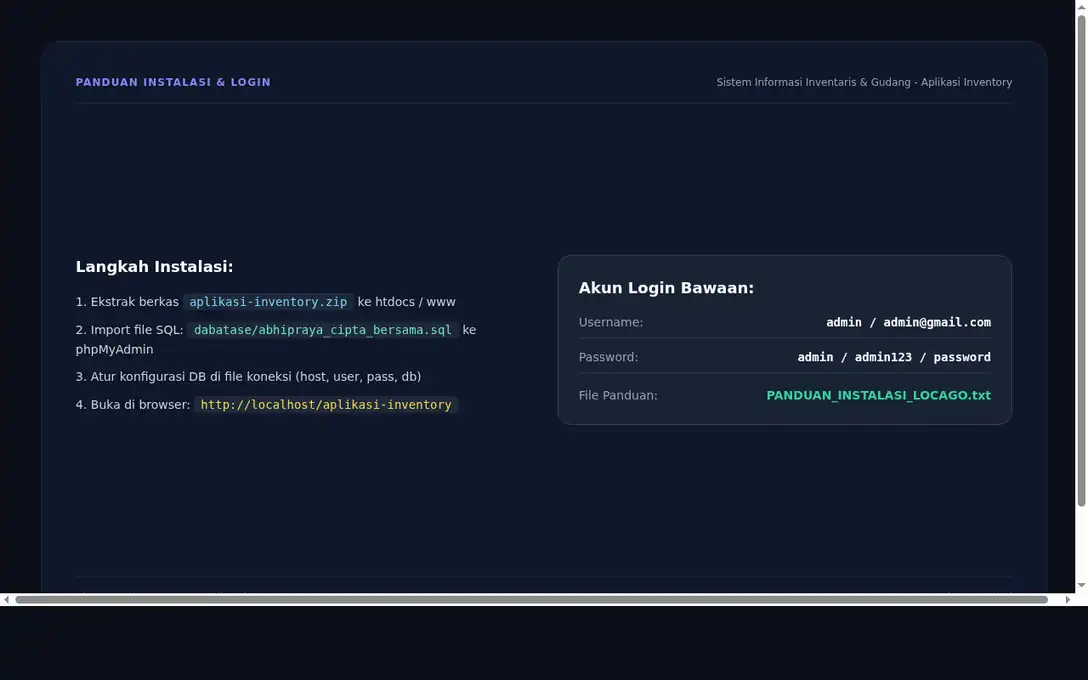 PANDUAN INSTALASI & LOGIN
Sistem Informasi Inventaris & Gudang - Aplikasi Inventory
Langkah Instalasi:
1. Ekstrak berkas aplikasi-inventory.zip ke htdocs / www
2. Import file SQL: dabatase/abhipraya_cipta_bersama.sql ke
phpMyAdmin
3. Atur konfigurasi DB di file koneksi (host, user, pass, db)
4. Buka di browser: http://localhost/aplikasi-inventory
Akun Login Bawaan:
Username: admin / admin@gmail.com
Password: admin / admin123 / password
File Panduan: PANDUAN_INSTALASI_LOCAGO.txt